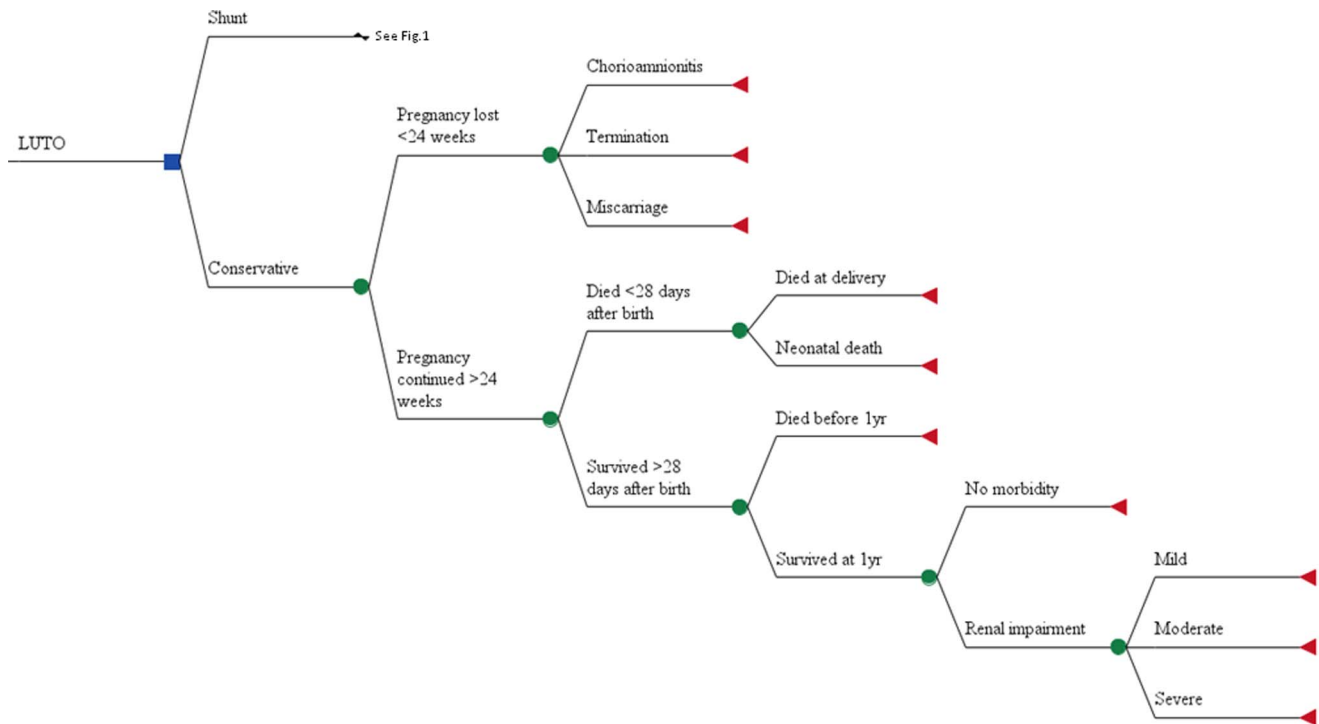 Shunt
See Fig.1
LUTO
Conservative
Pregnancy lost
<24 weeks
Chorioamnionitis
Termination
Miscarriage
Pregnancy
continued >24
weeks
Died <28 days
after birth
Died at delivery
Neonatal death
Survived >28
days after birth
Died before 1yr
Survived at 1yr
No morbidity
Renal impairment
Mild
Moderate
Severe